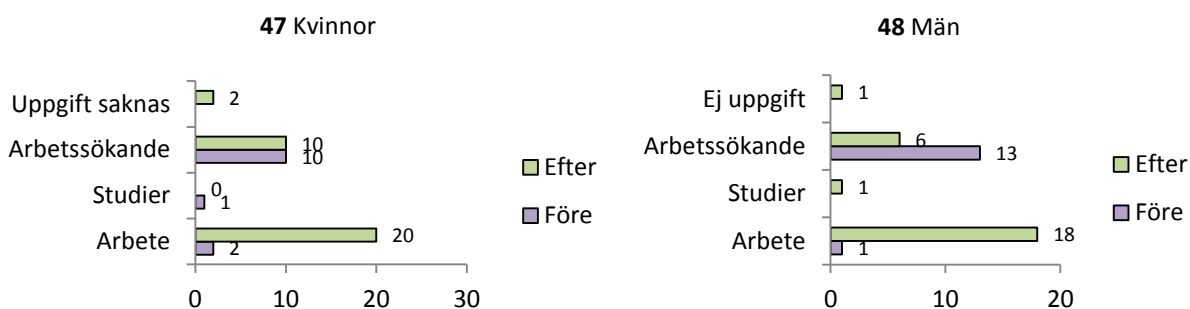 47 Kvinnor
Uppgift saknas
2
Arbetssökande
10
10
Studier
0
1
Arbete
20
2
0 10 20 30
Efter
Före
48 Män
Ej uppgift
1
Arbetssökande
6
13
Studier
1
Arbete
18
1
0 10 20
Efter
Före